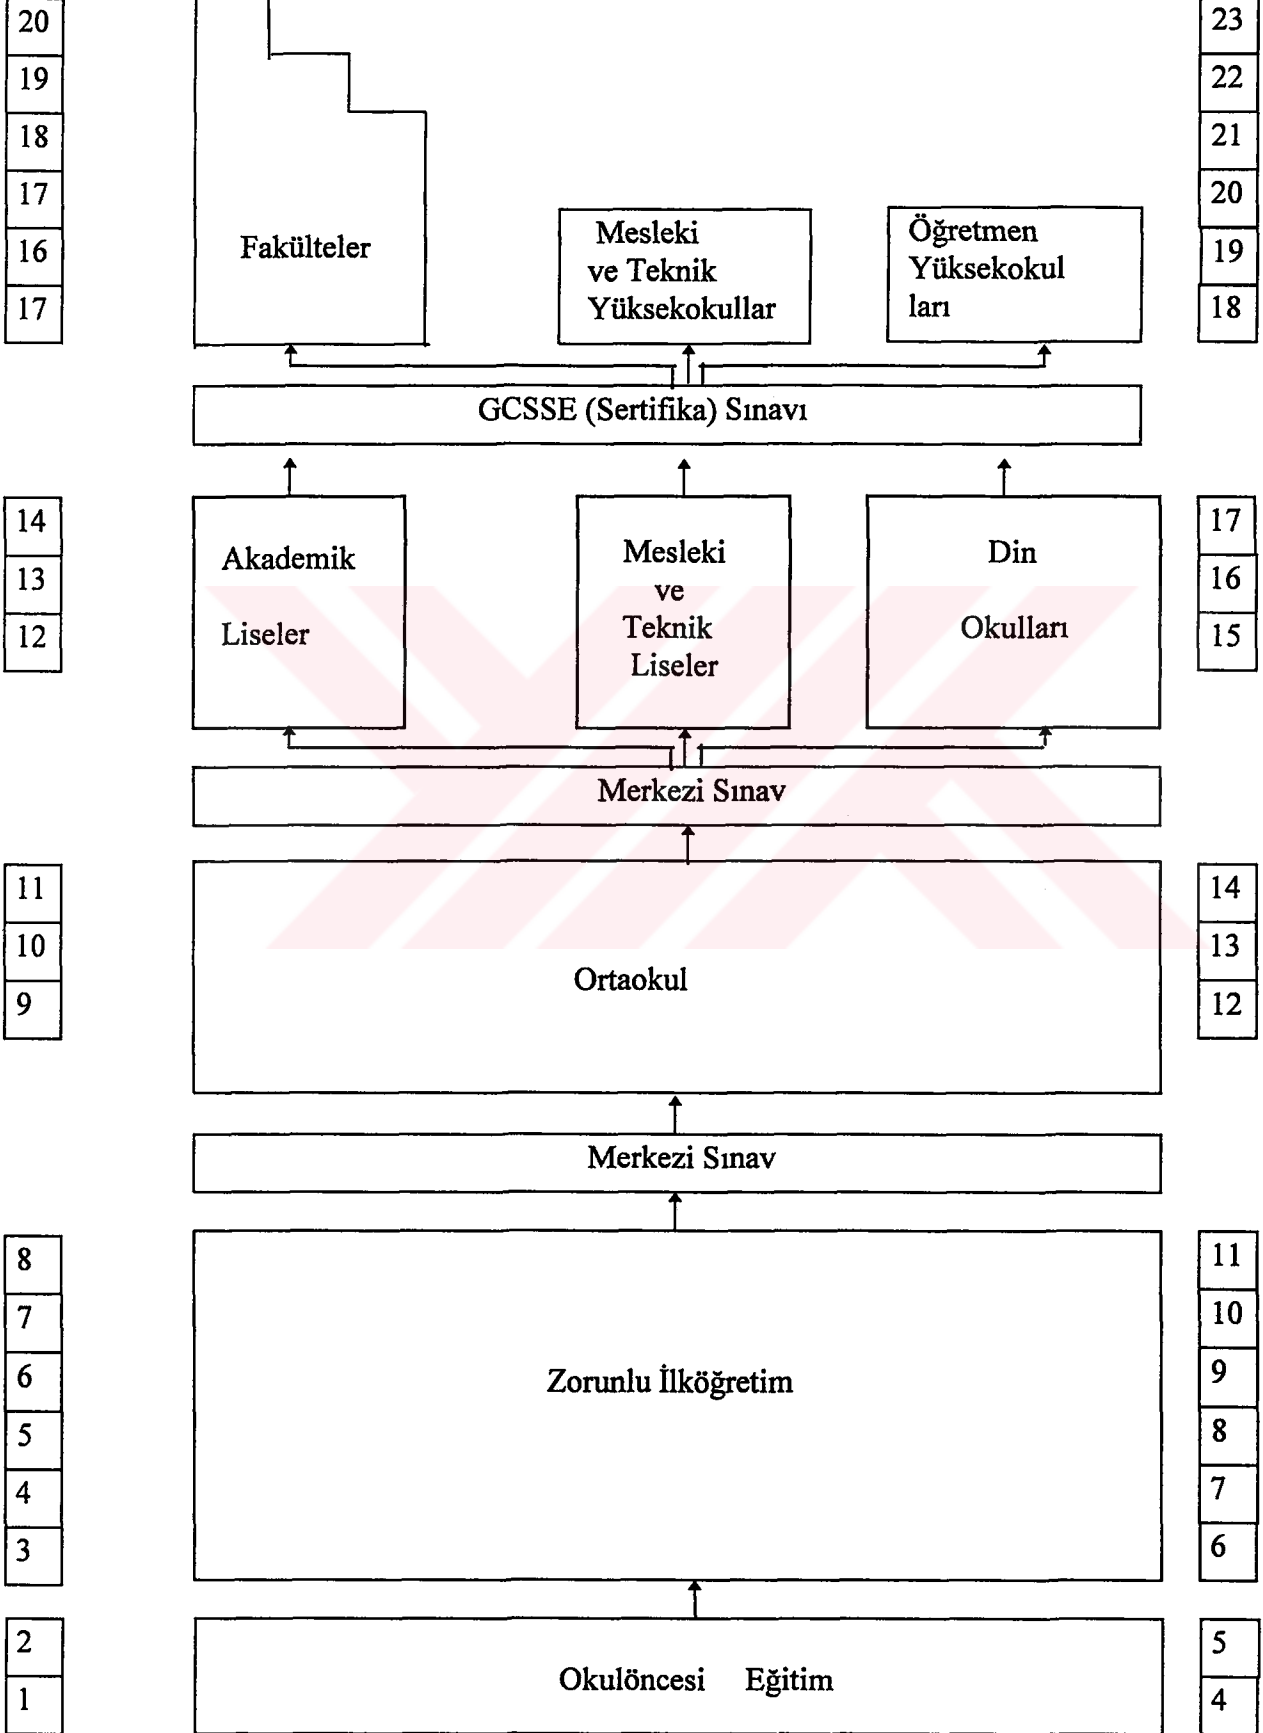 20 23
19 22
18 21
17 20
Mesleki Öğretmen
16 Fakülteler ve Teknik Yüksekokul 19
17 Yüksekokullar ları 18
GCSSE (Sertifika) Sınavı
14 17
Akademik Mesleki Din
13 ve 16
12 Liseler Teknik Okulları 15
Liseler
Merkezi Sınav
11 14
10 13
Ortaokul
9 12
Merkezi Sınav
8 11
7 10
6 Zorunlu İlköğretim 9
5 8
4 7
3 6
2 5
Okulöncesi Eğitim
1 4